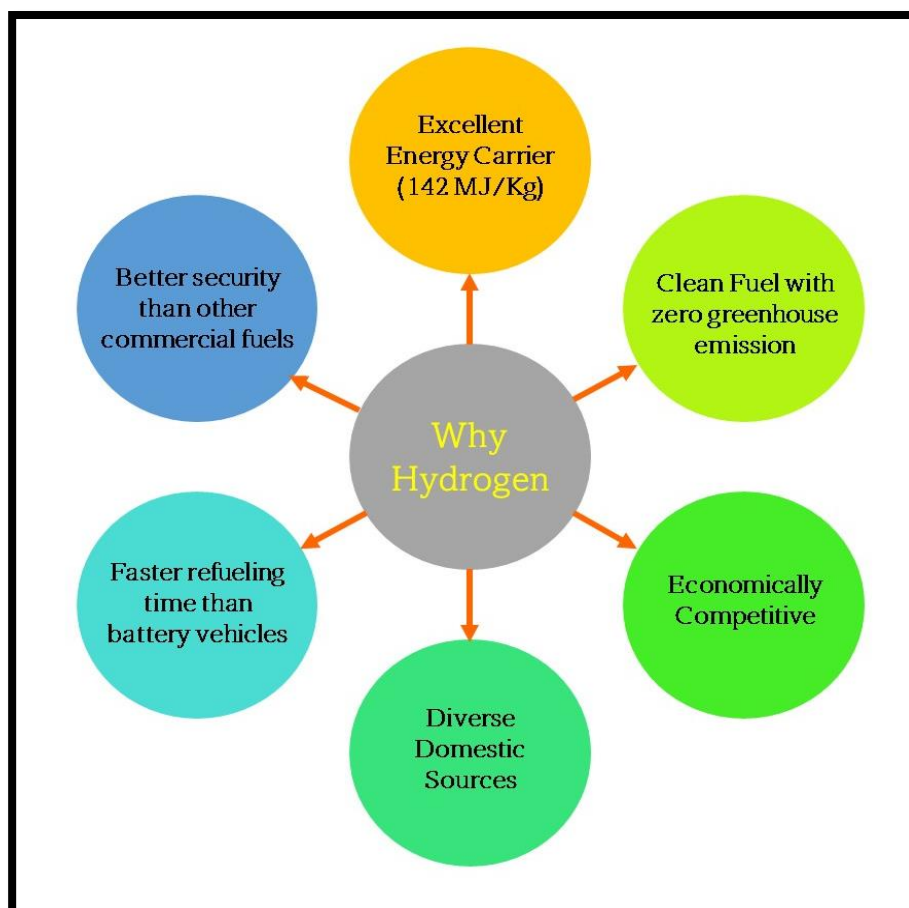 Excellent
Energy Carrier
(142 MJ/Kg)
Better security
than other
commercial fuels
Clean Fuel with
zero greenhouse
emission
Why
Hydrogen
Faster refueling
time than
battery vehicles
Economically
Competitive
Diverse
Domestic
Sources